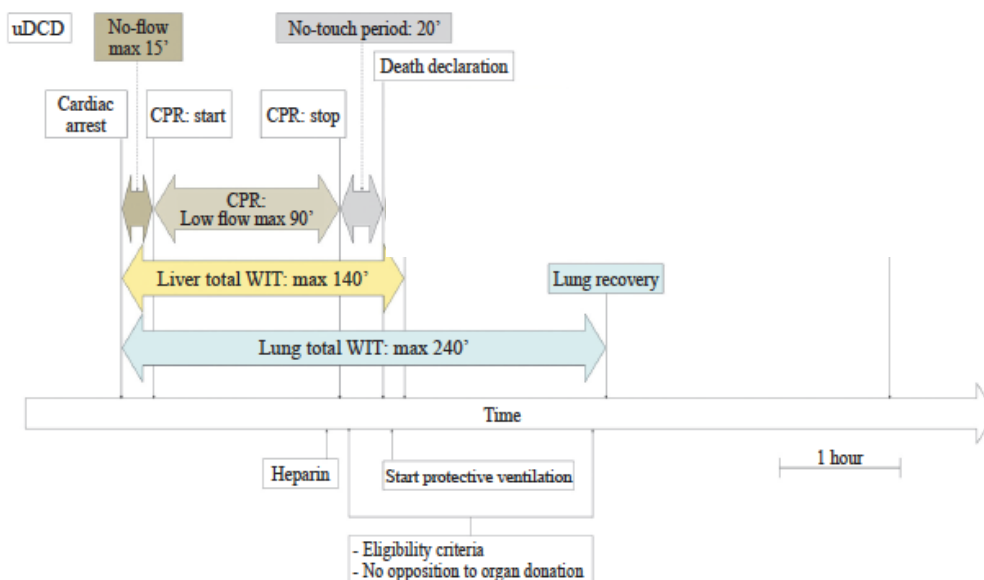 uDCD
No-flow
max 15’
No-touch period: 20’
Death declaration
Cardiac
arrest
CPR: start
CPR: stop
CPR:
Low flow max 90’
Liver total WIT: max 140’
Lung recovery
Lung total WIT: max 240’
Time
Heparin
Start protective ventilation
1 hour
- Eligibility criteria
- No opposition to organ donation